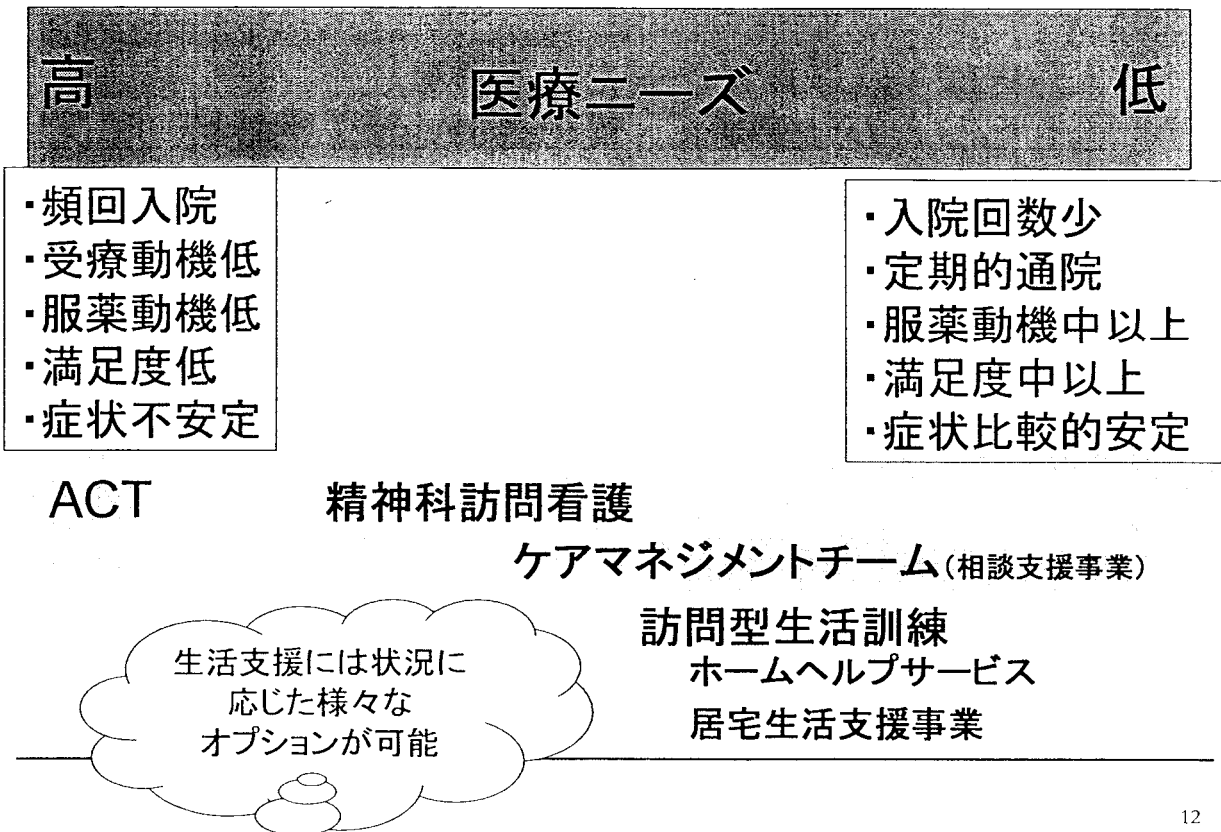 高 医療ニーズ 低
・頻回入院
・受療動機低
・服薬動機低
・満足度低
・症状不安定
・入院回数少
・定期的通院
・服薬動機中以上
・満足度中以上
・症状比較的安定
ACT 精神科訪問看護
ケアマネジメントチーム(相談支援事業)
訪問型生活訓練
ホームヘルプサービス
居宅生活支援事業
生活支援には状況に
応じた様々な
オプションが可能
12